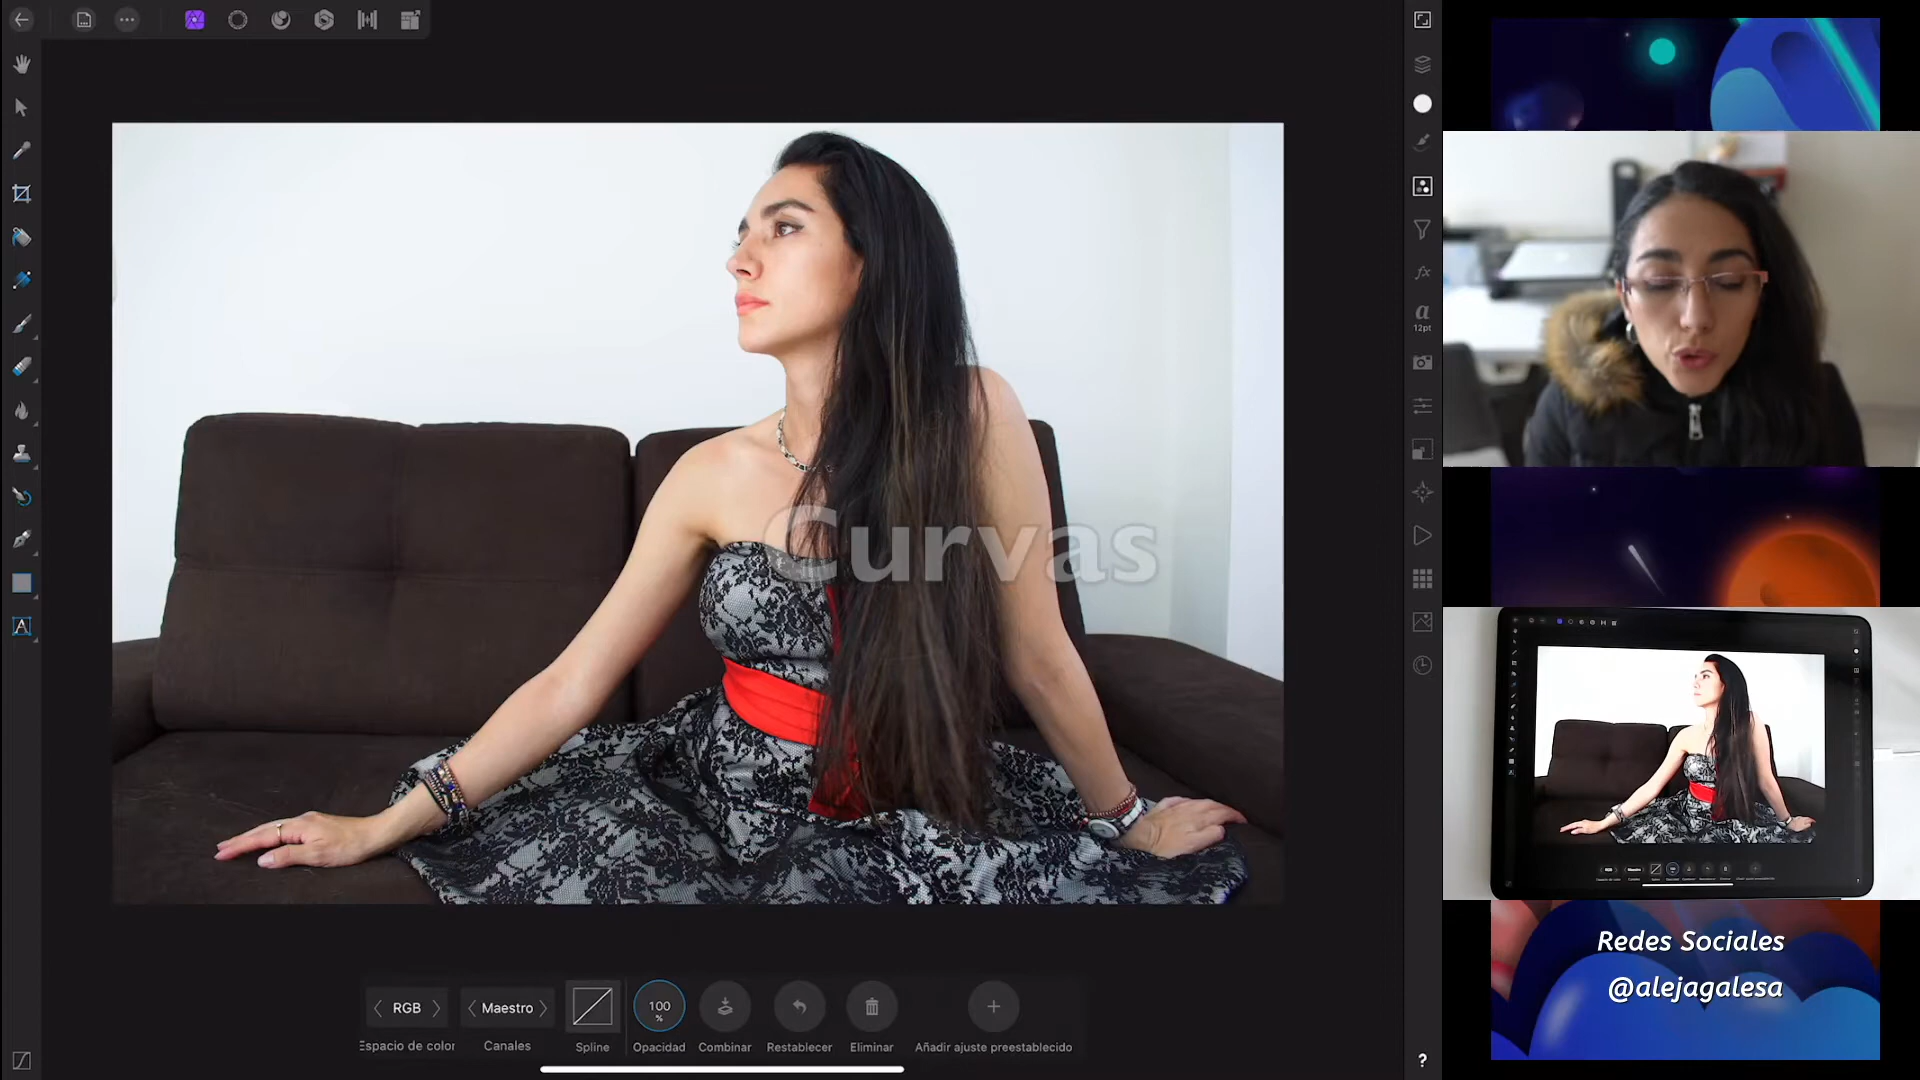 a
12pt
Curvas
A
RGB
Maestro
100
%
Espacio de color
Canales
Spline
Opacidad
Combinar
Restablecer
Eliminar
Añadir ajuste preestablecido
fx
?
Redes Sociales
@alejagalesa